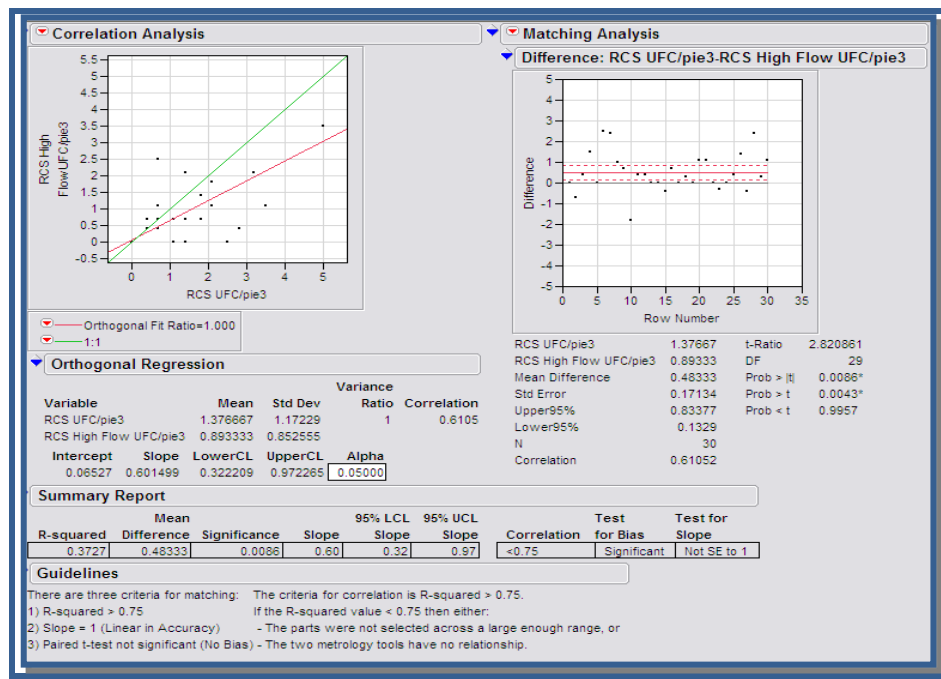 Correlation Analysis
5.5
5
4.5
4
3.5
3
2.5
2
1.5
1
0.5
0
-0.5
RCS High
Flow UFC/pie3
0 1 2 3 4 5
RCS UFC/pie3
Orthogonal Fit Ratio=1.000
1:1
Orthogonal Regression
Variance
Variable Mean Std Dev Ratio Correlation
RCS UFC/pie3 1.376667 1.17229 1 0.6105
RCS High Flow UFC/pie3 0.893333 0.852555
Intercept Slope LowerCL UpperCL Alpha
0.06527 0.601499 0.322209 0.972265 0.05000
Matching Analysis
Difference: RCS UFC/pie3-RCS High Flow UFC/pie3
5
4
3
2
1
0
-1
-2
-3
-4
-5
Difference
0 5 10 15 20 25 30 35
Row Number
RCS UFC/pie3 1.37667 t-Ratio 2.820861
RCS High Flow UFC/pie3 0.89333 DF 29
Mean Difference 0.48333 Prob > |t| 0.0086*
Std Error 0.17134 Prob > t 0.0043*
Upper95% 0.83377 Prob < t 0.9957
Lower95% 0.1329
N 30
Correlation 0.61052
Summary Report
Mean 95% LCL 95% UCL Test Test for
R-squared Difference Significance Slope Slope Slope Correlation for Bias Slope
0.3727 0.48333 0.0086 0.60 0.32 0.97 <0.75 Significant Not SE to 1
Guidelines
There are three criteria for matching: The criteria for correlation is R-squared > 0.75.
1) R-squared > 0.75 If the R-squared value < 0.75 then either:
2) Slope = 1 (Linear in Accuracy) - The parts were not selected across a large enough range, or
3) Paired t-test not significant (No Bias) - The two metrology tools have no relationship.